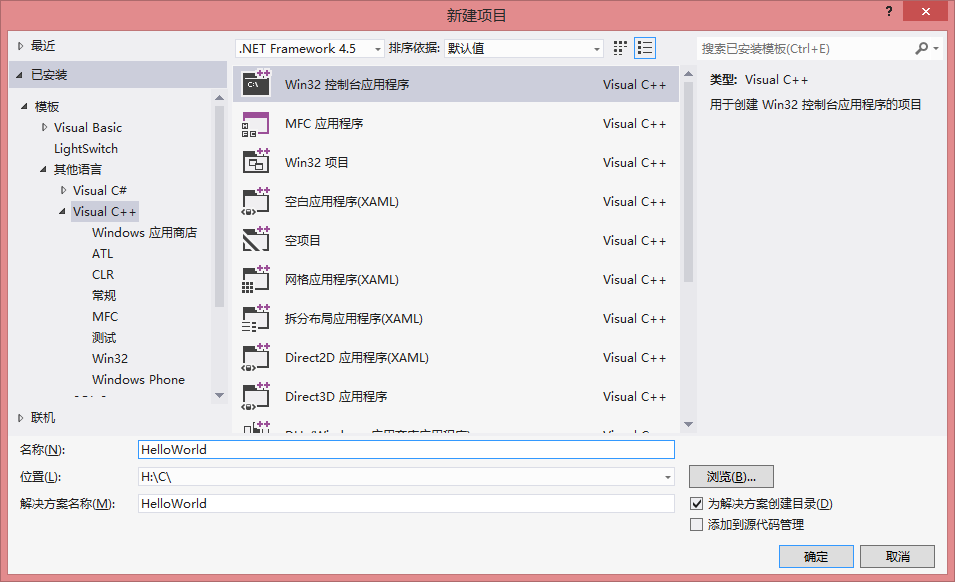 新建项目
?
最近
已安装
模板
Visual Basic
LightSwitch
其他语言
Visual C#
Visual C++
Windows 应用商店
ATL
CLR
常规
MFC
测试
Win32
Windows Phone
联机
.NET Framework 4.5
排序依据:
默认值
Win32 控制台应用程序 Visual C++
MFC 应用程序 Visual C++
Win32 项目 Visual C++
空白应用程序(XAML) Visual C++
空项目 Visual C++
网格应用程序(XAML) Visual C++
拆分布局应用程序(XAML) Visual C++
Direct2D 应用程序(XAML) Visual C++
Direct3D 应用程序 Visual C++
搜索已安装模板(Ctrl+E)
类型: Visual C++
用于创建 Win32 控制台应用程序的项目
名称(N): HelloWorld
位置(L): H:\C\
浏览(B)...
解决方案名称(M): HelloWorld
为解决方案创建目录(D)
添加到源代码管理
确定
取消